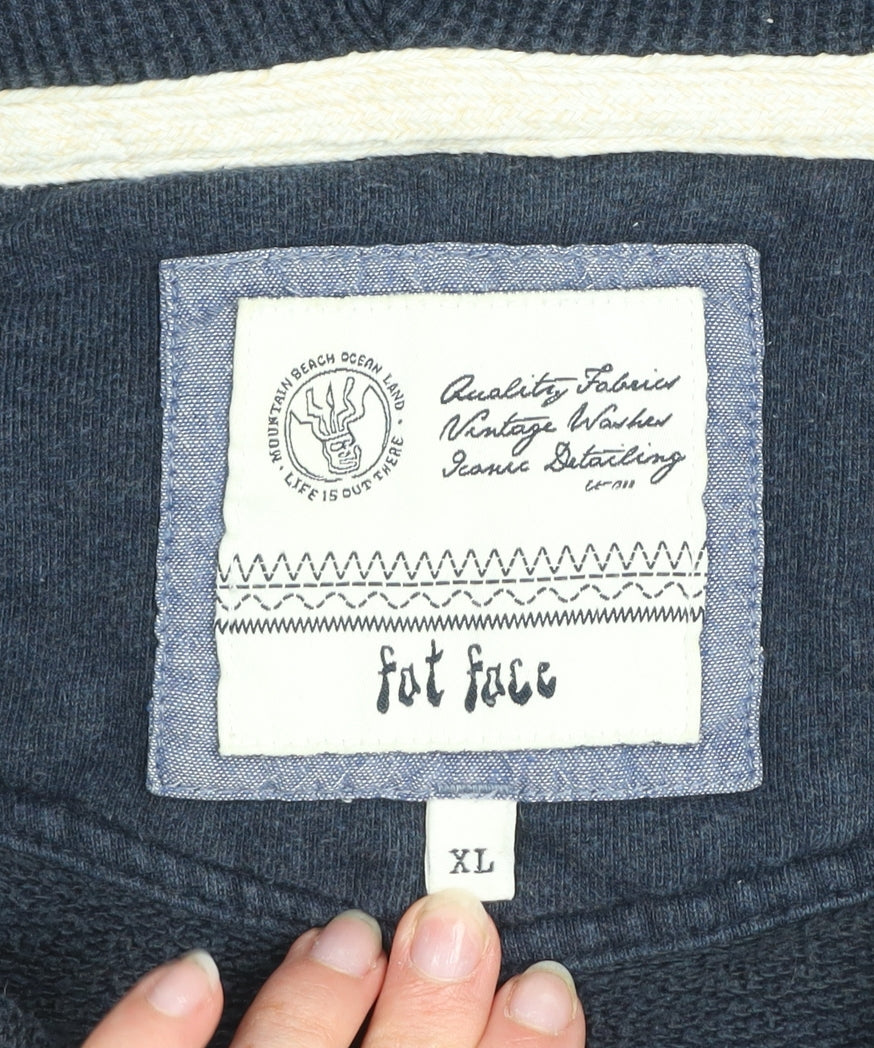 MOUNTAIN BEACH OCEAN LAND
LIFE IS OUT THERE
Quality Fabrics
Vintage Washes
Iconic Detailing
fat face
XL